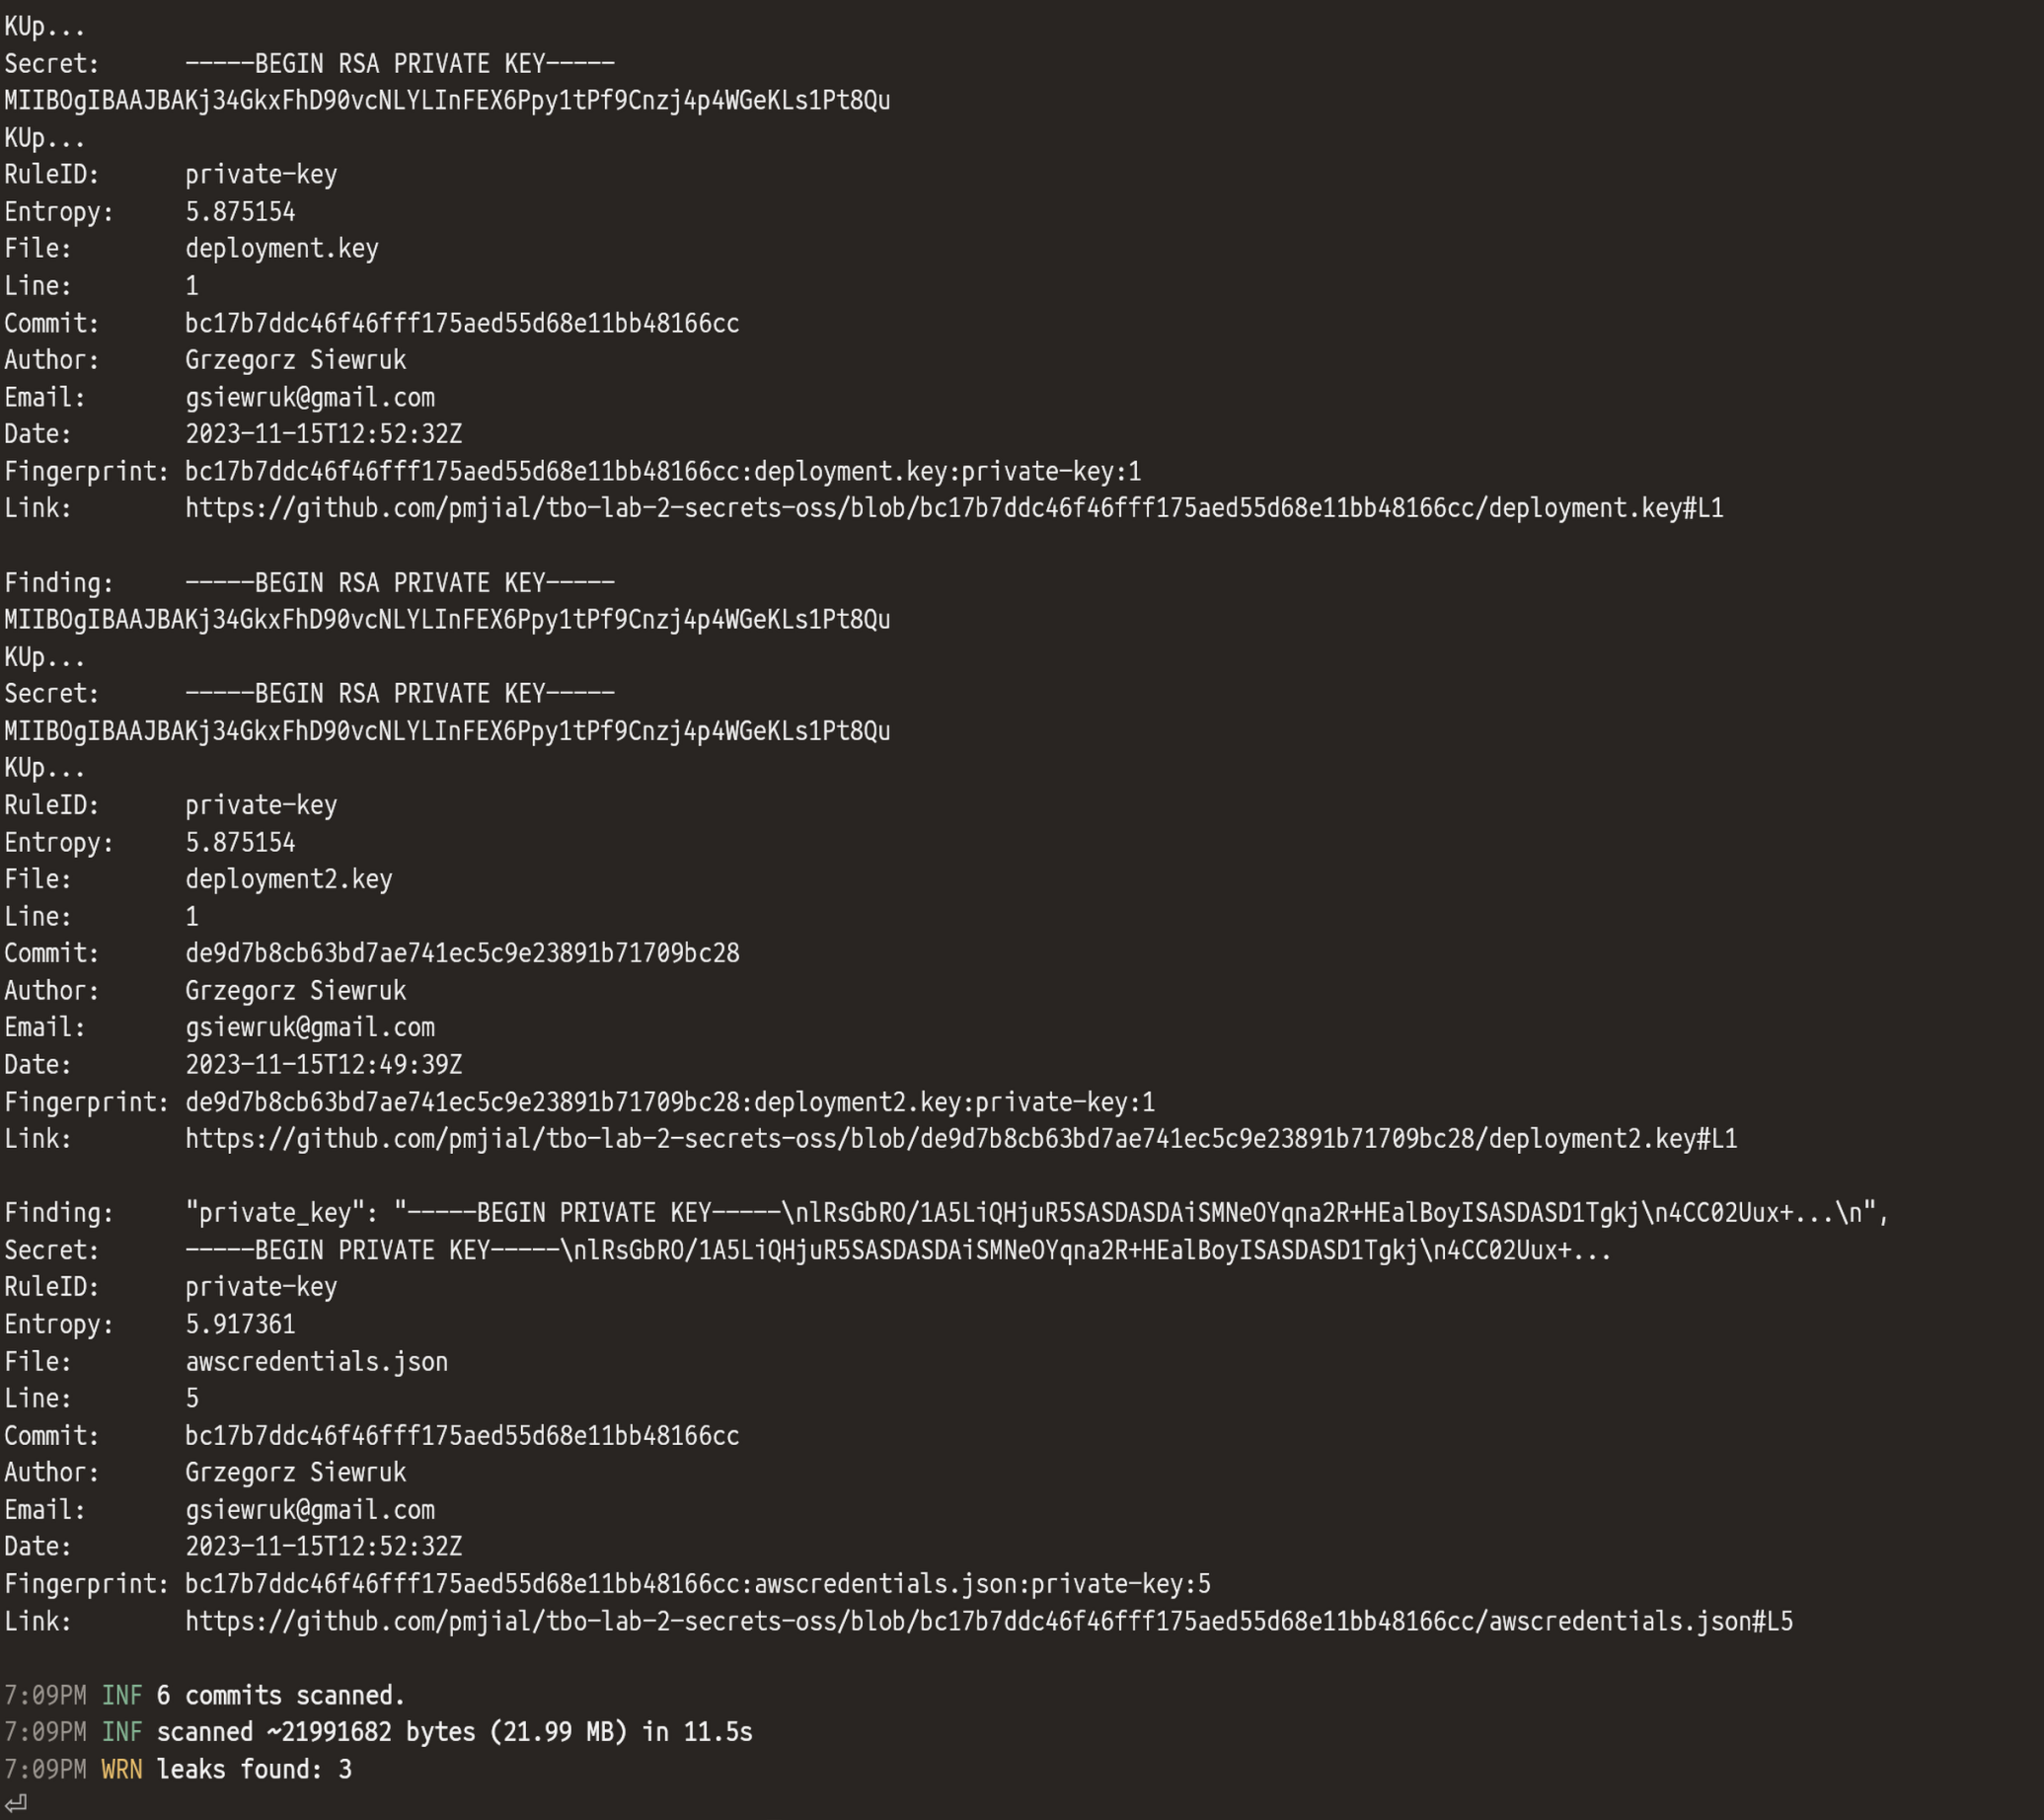 KUp...
Secret:      -----BEGIN RSA PRIVATE KEY-----
MIIBOgIBAAJBAKj34GkxFhD90vcNLYLInFEX6Ppy1tPf9Cnzj4p4WGeKLs1Pt8Qu
KUp...
RuleID:      private-key
Entropy:     5.875154
File:        deployment.key
Line:        1
Commit:      bc17b7ddc46f46fff175aed55d68e11bb48166cc
Author:      Grzegorz Siewruk
Email:       gsiewruk@gmail.com
Date:        2023-11-15T12:52:32Z
Fingerprint: bc17b7ddc46f46fff175aed55d68e11bb48166cc:deployment.key:private-key:1
Link:        https://github.com/pmjial/tbo-lab-2-secrets-oss/blob/bc17b7ddc46f46fff175aed55d68e11bb48166cc/deployment.key#L1

Finding:     -----BEGIN RSA PRIVATE KEY-----
MIIBOgIBAAJBAKj34GkxFhD90vcNLYLInFEX6Ppy1tPf9Cnzj4p4WGeKLs1Pt8Qu
KUp...
Secret:      -----BEGIN RSA PRIVATE KEY-----
MIIBOgIBAAJBAKj34GkxFhD90vcNLYLInFEX6Ppy1tPf9Cnzj4p4WGeKLs1Pt8Qu
KUp...
RuleID:      private-key
Entropy:     5.875154
File:        deployment2.key
Line:        1
Commit:      de9d7b8cb63bd7ae741ec5c9e23891b71709bc28
Author:      Grzegorz Siewruk
Email:       gsiewruk@gmail.com
Date:        2023-11-15T12:49:39Z
Fingerprint: de9d7b8cb63bd7ae741ec5c9e23891b71709bc28:deployment2.key:private-key:1
Link:        https://github.com/pmjial/tbo-lab-2-secrets-oss/blob/de9d7b8cb63bd7ae741ec5c9e23891b71709bc28/deployment2.key#L1

Finding:     "private_key": "-----BEGIN PRIVATE KEY-----\nlRsGbRO/1A5LiQHjuR5SASDASDAiSMNeOYqna2R+HEalBoyISASDASD1Tgkj\n4CC02Uux+...\n",
Secret:      -----BEGIN PRIVATE KEY-----\nlRsGbRO/1A5LiQHjuR5SASDASDAiSMNeOYqna2R+HEalBoyISASDASD1Tgkj\n4CC02Uux+...
RuleID:      private-key
Entropy:     5.917361
File:        awscredentials.json
Line:        5
Commit:      bc17b7ddc46f46fff175aed55d68e11bb48166cc
Author:      Grzegorz Siewruk
Email:       gsiewruk@gmail.com
Date:        2023-11-15T12:52:32Z
Fingerprint: bc17b7ddc46f46fff175aed55d68e11bb48166cc:awscredentials.json:private-key:5
Link:        https://github.com/pmjial/tbo-lab-2-secrets-oss/blob/bc17b7ddc46f46fff175aed55d68e11bb48166cc/awscredentials.json#L5

7:09PM INF 6 commits scanned.
7:09PM INF scanned ~21991682 bytes (21.99 MB) in 11.5s
7:09PM WRN leaks found: 3
⏎